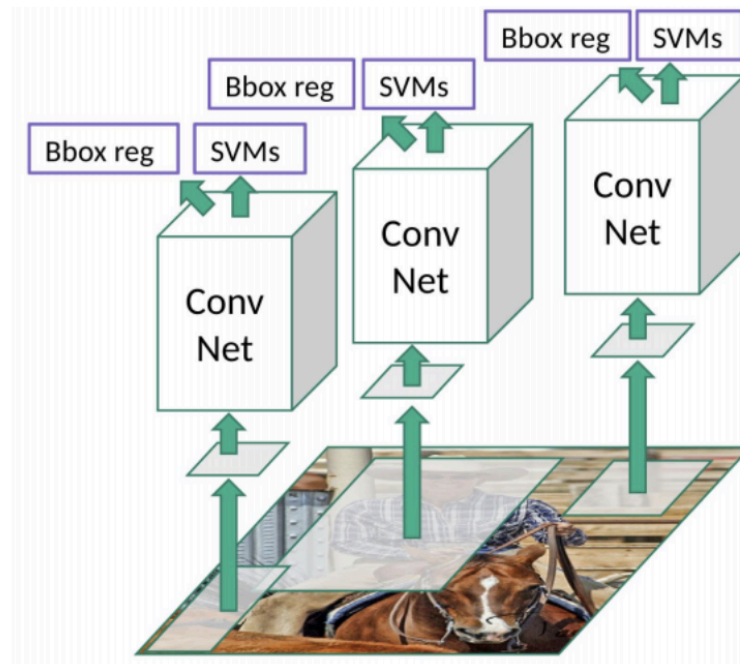 Bbox reg
SVMs
Bbox reg
SVMs
Bbox reg
SVMs
Conv
Net
Conv
Net
Conv
Net